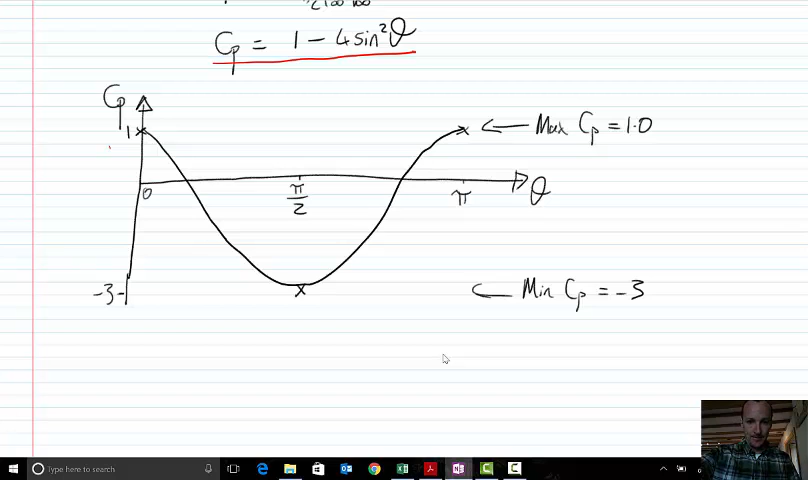 Cp = 1 - 4sin²θ
Cp
1
← Max Cp = 1.0
0
π/2
π
θ
-3
← Min Cp = -3
Type here to search